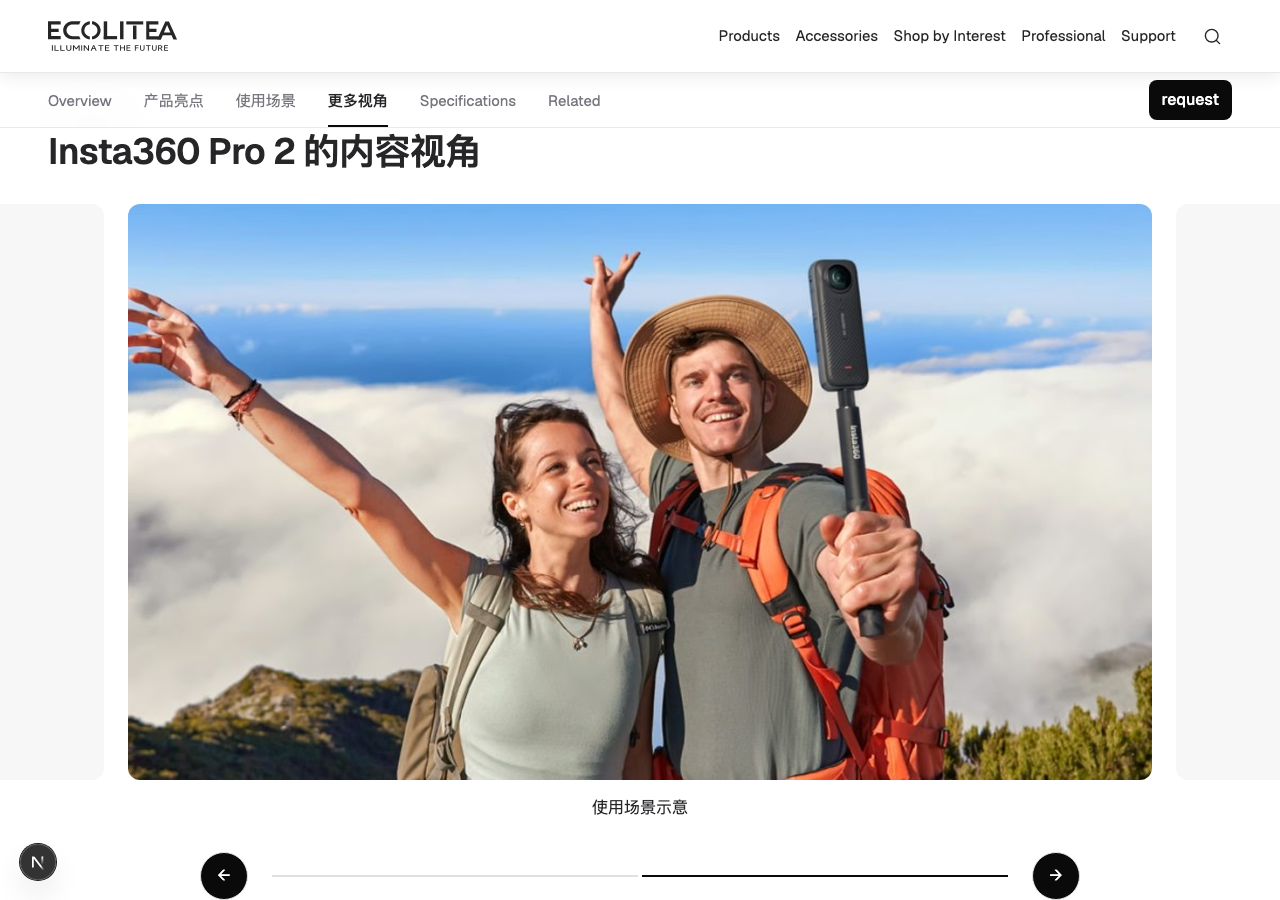 ECOLITEA
ILLUMINATE THE FUTURE
Products
Accessories
Shop by Interest
Professional
Support
Overview
产品亮点
使用场景
更多视角
Specifications
Related
request
Insta360 Pro 2 的内容视角
Insta360
使用场景示意
N